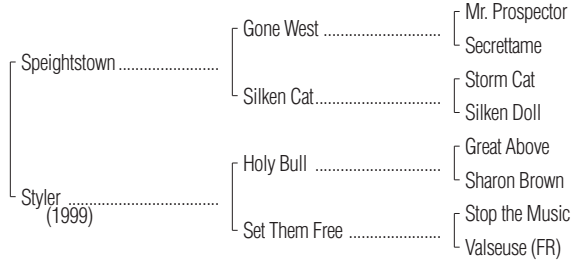 Mr. Prospector
Gone West ..............................
Secrettame
Speightstown .........................
Storm Cat
Silken Cat................................
Silken Doll
Great Above
Holy Bull ................................
Sharon Brown
Styler ......................................
(1999)
Stop the Music
Set Them Free .......................
Valseuse (FR)